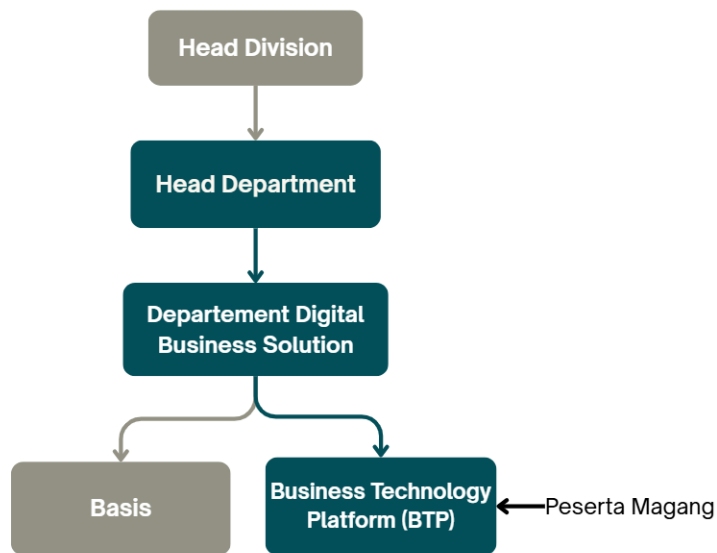 Head Division
Head Department
Departement Digital
Business Solution
Basis
Business Technology
Platform (BTP)
Peserta Magang